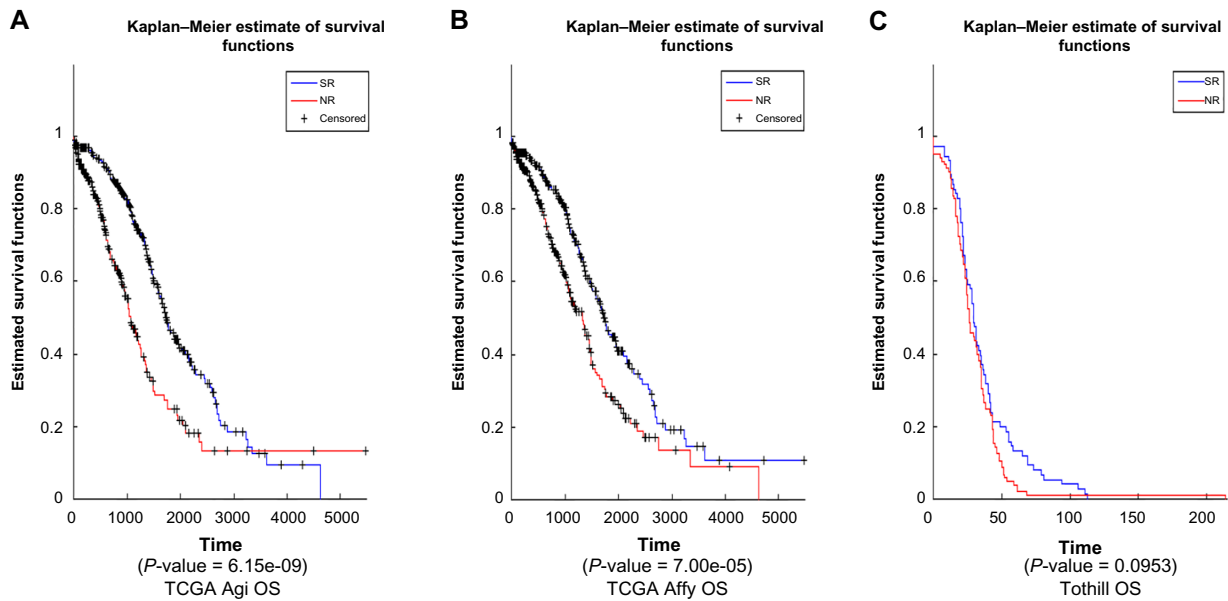 A
Kaplan–Meier estimate of survival
functions
SR
NR
Censored
Estimated survival functions
1
0.8
0.6
0.4
0.2
0
0 1000 2000 3000 4000 5000
Time
(P-value = 6.15e-09)
TCGA Agi OS
B
Kaplan–Meier estimate of survival
functions
SR
NR
Censored
Estimated survival functions
1
0.8
0.6
0.4
0.2
0
0 1000 2000 3000 4000 5000
Time
(P-value = 7.00e-05)
TCGA Affy OS
C
Kaplan–Meier estimate of survival
functions
SR
NR
Estimated survival functions
1
0.8
0.6
0.4
0.2
0
0 50 100 150 200
Time
(P-value = 0.0953)
Tothill OS